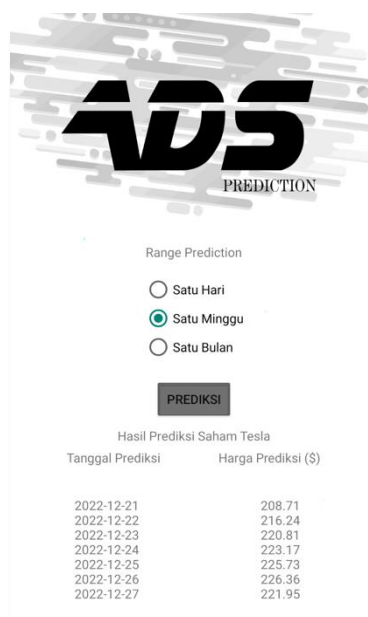 ADS
PREDICTION
Range Prediction
Satu Hari
Satu Minggu
Satu Bulan
PREDIKSI
Hasil Prediksi Saham Tesla
Tanggal Prediksi Harga Prediksi ($)
2022-12-21 208.71
2022-12-22 216.24
2022-12-23 220.81
2022-12-24 223.17
2022-12-25 225.73
2022-12-26 226.36
2022-12-27 221.95